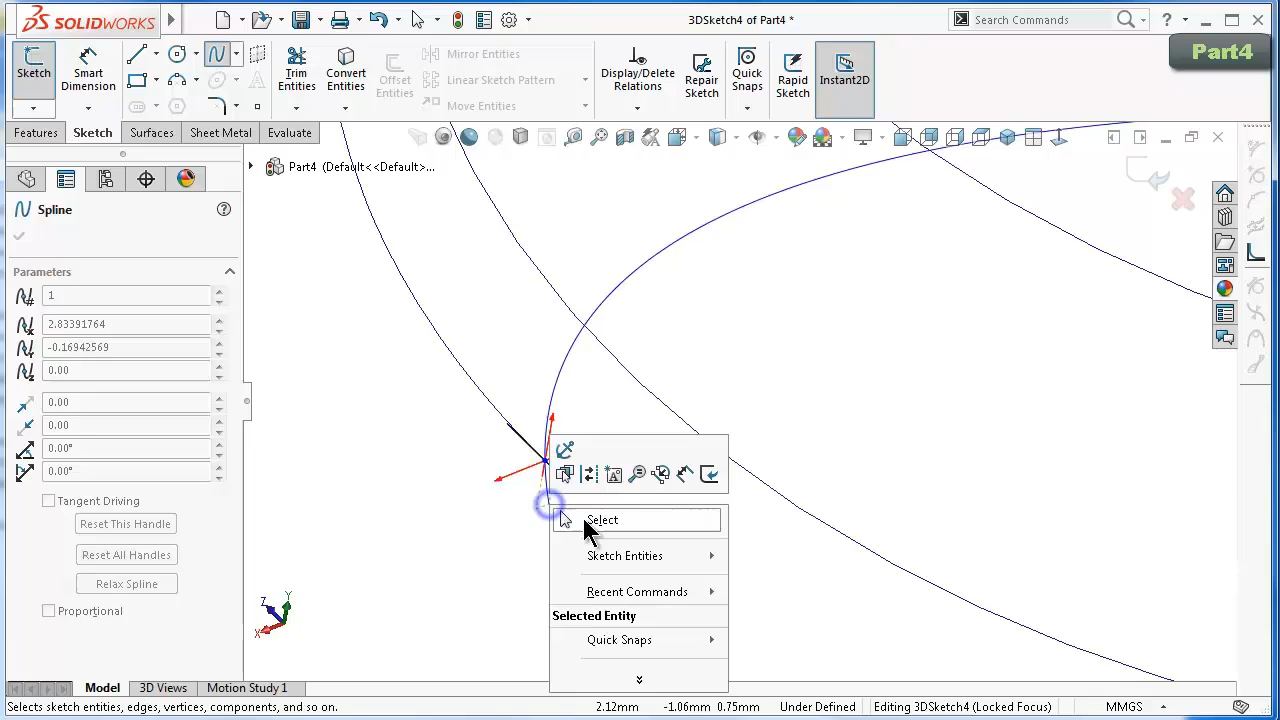 SOLIDWORKS
3DSketch4 of Part4 *
Search Commands
?
Part4
Sketch
Smart Dimension
Trim Entities
Convert Entities
Offset Entities
Mirror Entities
Linear Sketch Pattern
Move Entities
Display/Delete Relations
Repair Sketch
Quick Snaps
Rapid Sketch
Instant2D
Features
Sketch
Surfaces
Sheet Metal
Evaluate
Part4 (Default<<Default>...
Spline
Parameters
1
2.83391764
-0.16942569
0.00
0.00
0.00
0.00°
0.00°
Tangent Driving
Reset This Handle
Reset All Handles
Relax Spline
Proportional
Select
Sketch Entities
Recent Commands
Selected Entity
Quick Snaps
Z
Y
X
Model
3D Views
Motion Study 1
Selects sketch entities, edges, vertices, components, and so on.
2.12mm
-1.06mm
0.75mm
Under Defined
Editing 3DSketch4 (Locked Focus)
MMGS